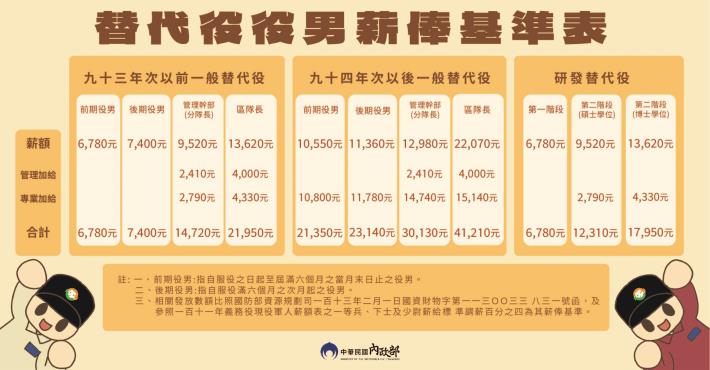 替代役役男薪俸基準表
九十三年次以前一般替代役 九十四年次以後一般替代役 研發替代役
前期役男 後期役男 管理幹部(分隊長) 區隊長 前期役男 後期役男 管理幹部(分隊長) 區隊長 第一階段 第二階段(碩士學位) 第二階段(博士學位)
薪額 6,780元 7,400元 9,520元 13,620元 10,550元 11,360元 12,980元 22,070元 6,780元 9,520元 13,620元
管理加給 2,410元 4,000元 2,410元 4,000元
專業加給 2,790元 4,330元 10,800元 11,780元 14,740元 15,140元 2,790元 4,330元
合計 6,780元 7,400元 14,720元 21,950元 21,350元 23,140元 30,130元 41,210元 6,780元 12,310元 17,950元
註: 一、前期役男:指自服役之日起至屆滿六個月之當月末日止之役男。
二、後期役男:指自服役滿六個月之次月起之役男。
三、相關發放數額比照國防部資源規劃司一百十三年二月一日國資財物字第一一三〇〇三三 八三一號函，及
參照一百十一年義務役現役軍人薪額表之一等兵、下士及少尉薪給標 準調薪百分之四為其薪俸基準。
中華民國內政部